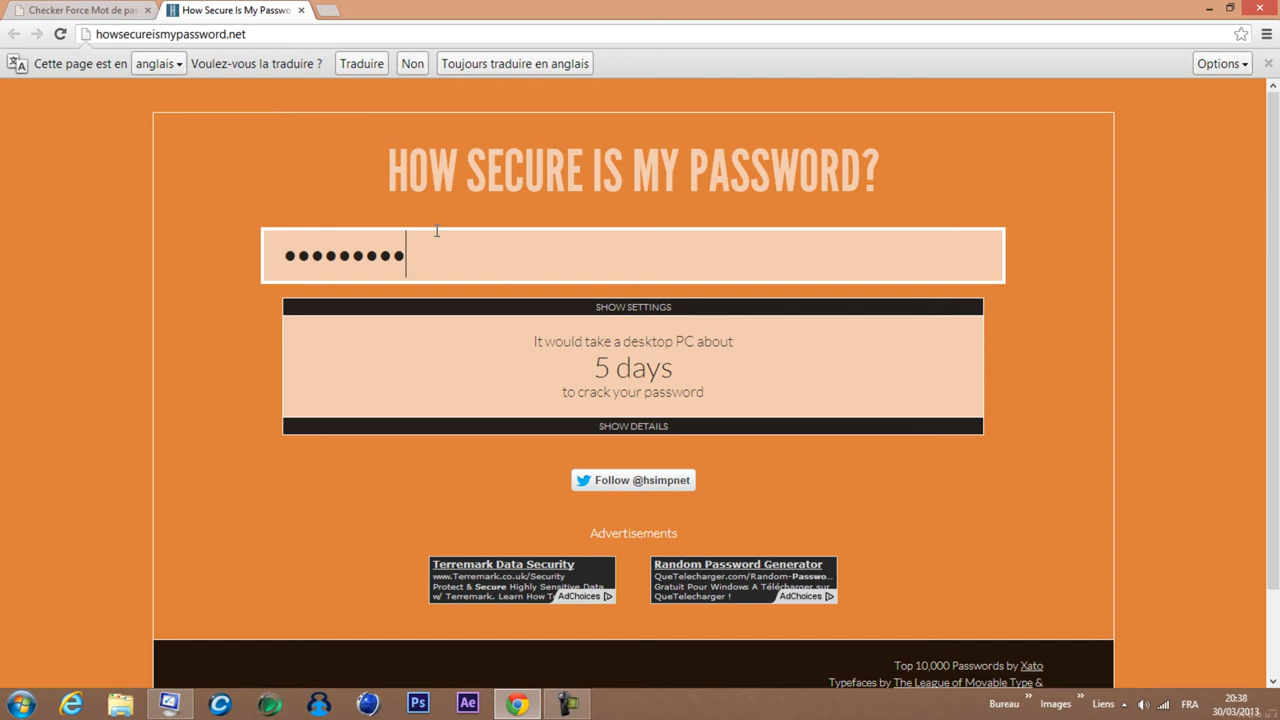 Checker Force Mot de pas
How Secure Is My Passwo
howsecureismypassword.net
Cette page est en anglais Voulez-vous la traduire ? Traduire Non Toujours traduire en anglais Options
HOW SECURE IS MY PASSWORD?
SHOW SETTINGS
It would take a desktop PC about
5 days
to crack your password
SHOW DETAILS
Follow @hsimpnet
Advertisements
Terremark Data Security
www.Terremark.co.uk/Security
Protect & Secure Highly Sensitive Data
w/ Terremark. Learn How T
AdChoices
Random Password Generator
QueTelecharger.com/Random-Passwo...
Gratuit Pour Windows A Télécharger sur
QueTelecharger !
AdChoices
Top 10,000 Passwords by Xato
Typefaces by The League of Movable Type &
Ps Ae Bureau Images Liens FRA
20:38
30/03/2013